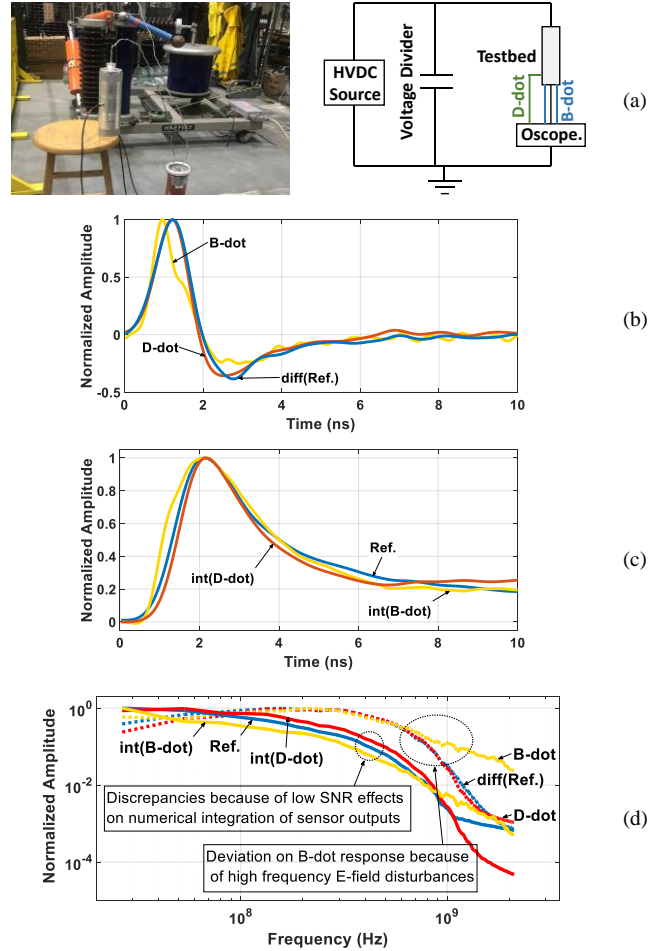 HVDC
Source
Voltage Divider
Testbed
D-dot
B-dot
Oscope.
(a)
Normalized Amplitude
1
0.5
0
-0.5
B-dot
D-dot
diff(Ref.)
0
2
4
6
8
10
Time (ns)
(b)
Normalized Amplitude
1
0.8
0.6
0.4
0.2
0
int(D-dot)
Ref.
int(B-dot)
0
2
4
6
8
10
Time (ns)
(c)
Normalized Amplitude
10^0
10^-2
10^-4
int(B-dot)
Ref.
int(D-dot)
B-dot
diff(Ref.)
D-dot
Discrepancies because of low SNR effects
on numerical integration of sensor outputs
Deviation on B-dot response because
of high frequency E-field disturbances
10^8
10^9
Frequency (Hz)
(d)